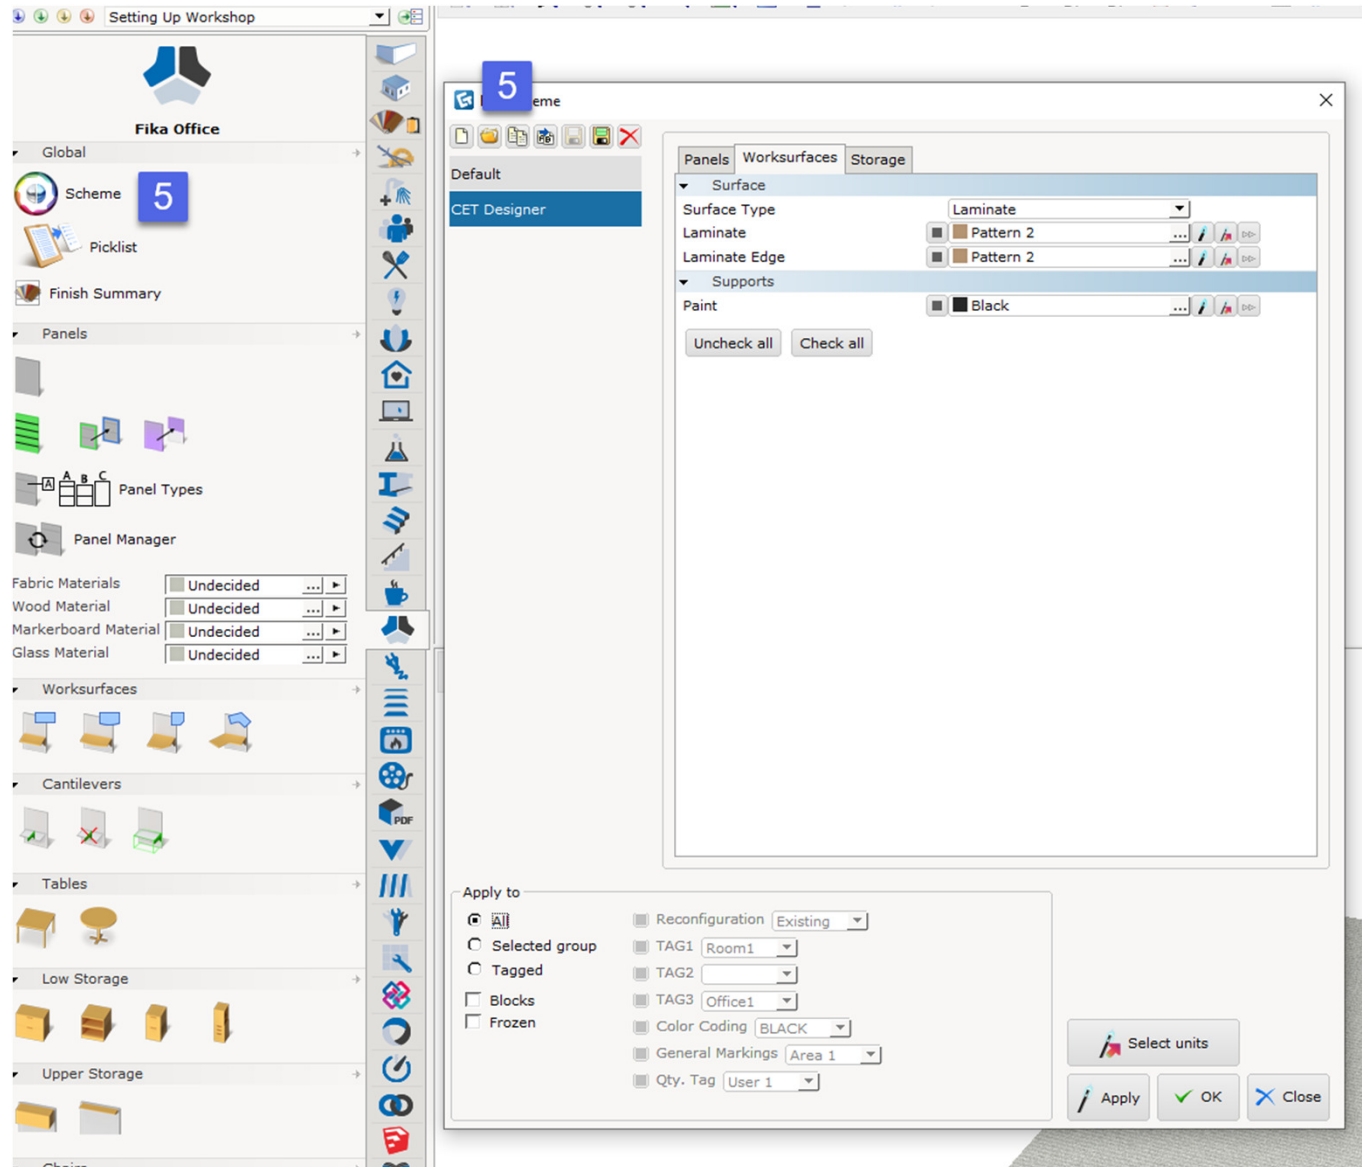 Setting Up Workshop
Fika Office
Global
Scheme
5
Picklist
Finish Summary
Panels
A
A B C
Panel Types
Panel Manager
Fabric Materials Undecided ...
Wood Material Undecided ...
Markerboard Material Undecided ...
Glass Material Undecided ...
Worksurfaces
Cantilevers
Tables
Low Storage
Upper Storage
PDF
5
eme
Default
CET Designer
Panels Worksurfaces Storage
Surface
Surface Type Laminate
Laminate Pattern 2 ...
Laminate Edge Pattern 2 ...
Supports
Paint Black ...
Uncheck all Check all
Apply to
All
Selected group
Tagged
Blocks
Frozen
Reconfiguration Existing
TAG1 Room1
TAG2
TAG3 Office1
Color Coding BLACK
General Markings Area 1
Qty. Tag User 1
Select units
Apply OK Close